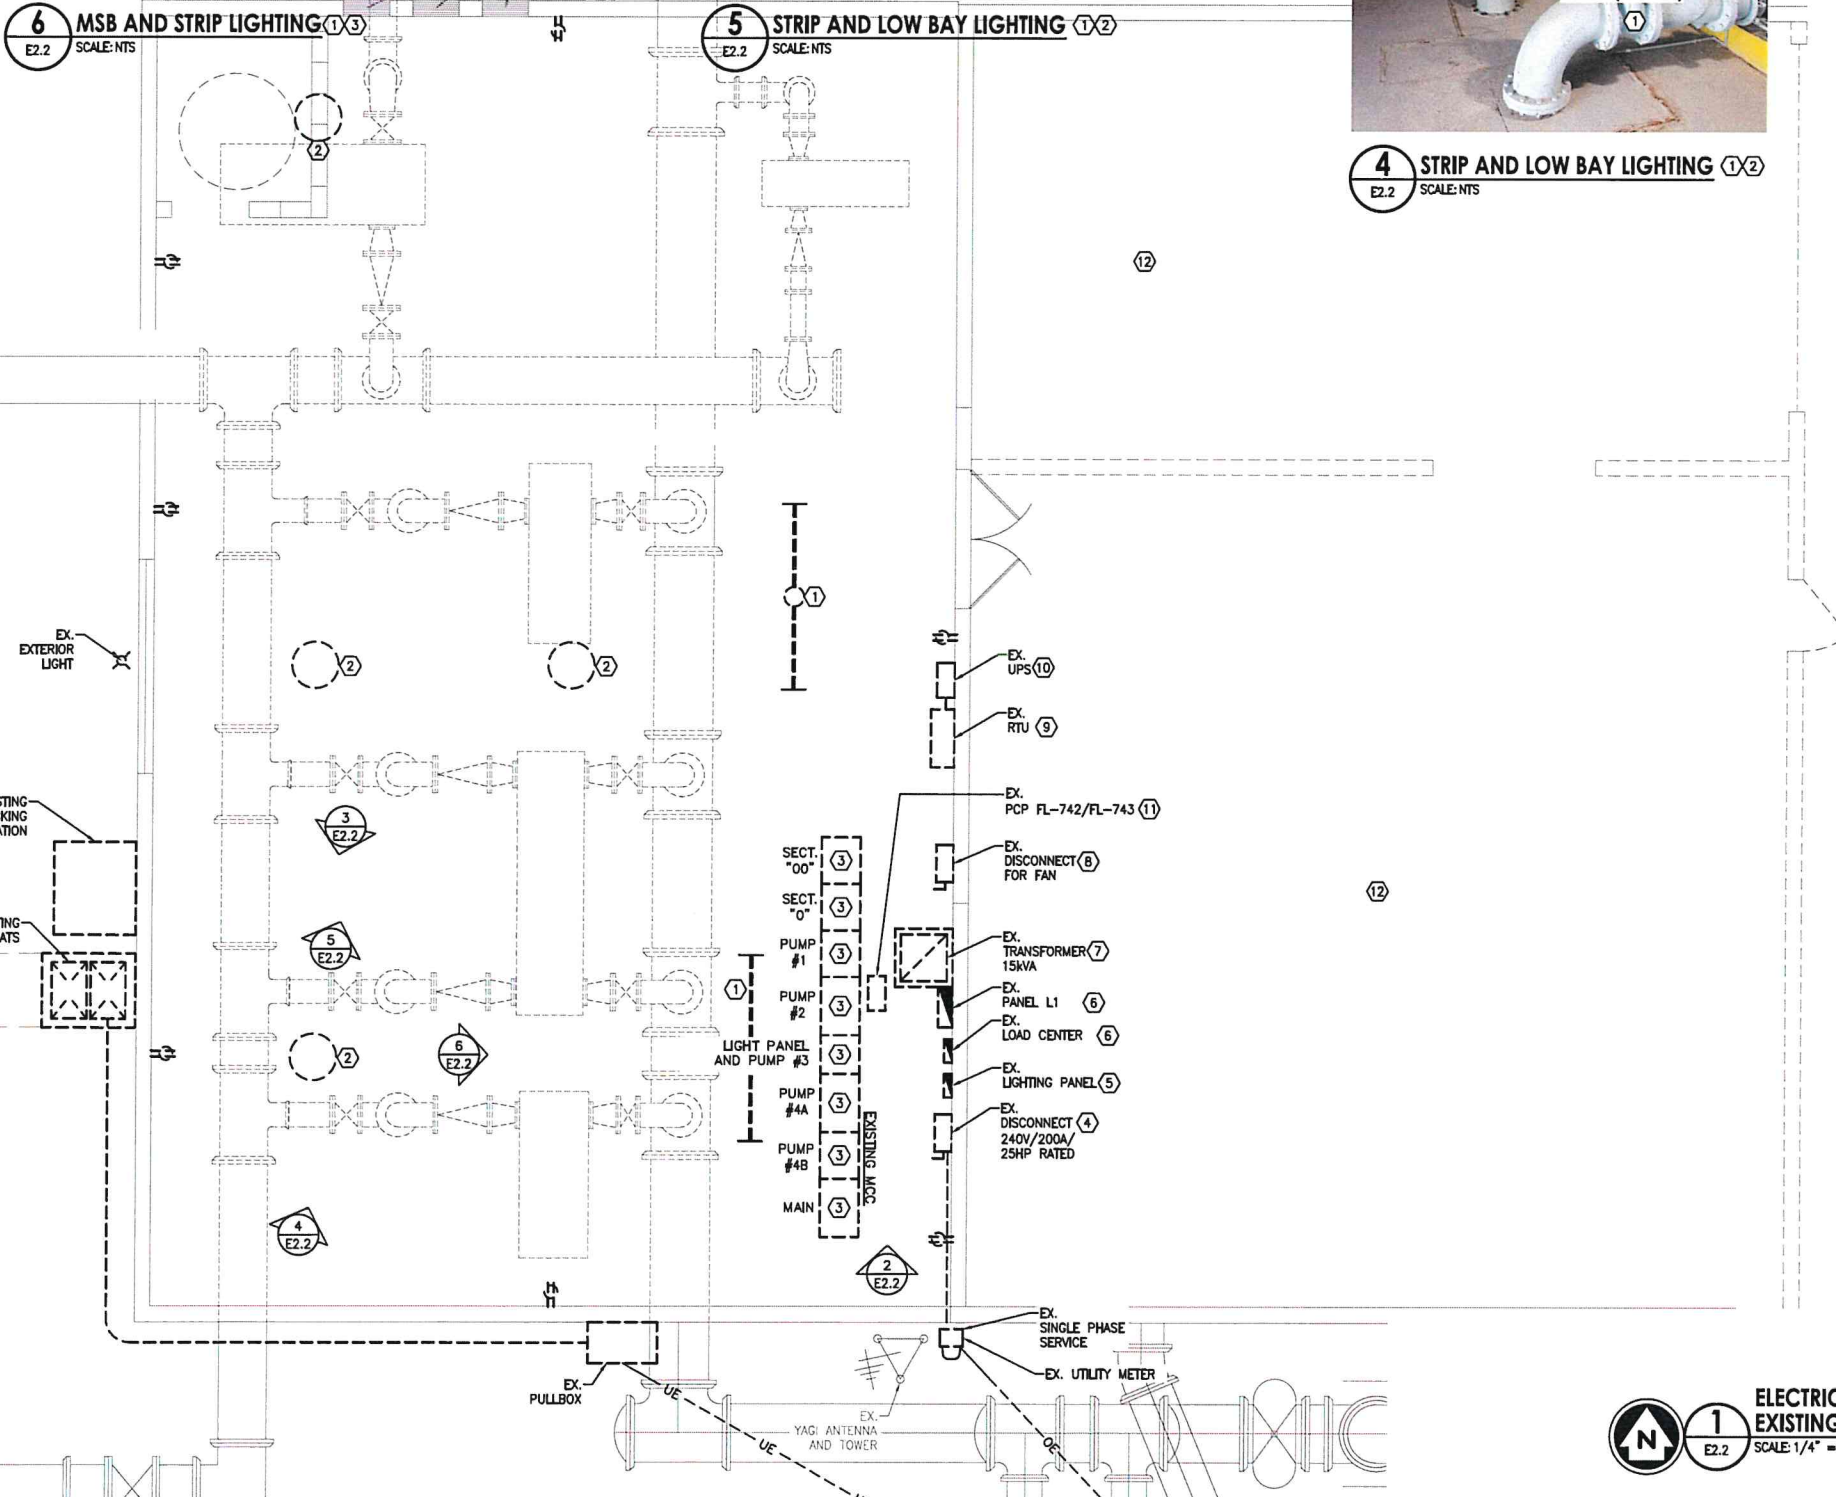 6
E2.2
MSB AND STRIP LIGHTING 1 3
SCALE: NTS
5
E2.2
STRIP AND LOW BAY LIGHTING 1 2
SCALE: NTS
1
4
E2.2
STRIP AND LOW BAY LIGHTING 1 2
SCALE: NTS
2
12
1
EX.
EXTERIOR
LIGHT
2
2
EX.
UPS 10
EX.
RTU 9
EX.
PCP FL-742/FL-743 11
3
E2.2
SECT.
"00"
3
EX.
DISCONNECT 8
FOR FAN
12
SECT.
"0"
3
5
E2.2
PUMP
#1
3
EX.
TRANSFORMER 7
15kVA
ATS
1
PUMP
#2
3
EX.
PANEL L1 6
EX.
LOAD CENTER 6
2
6
E2.2
LIGHT PANEL
AND PUMP #3
3
EX.
LIGHTING PANEL 5
PUMP
#4A
3
EX.
DISCONNECT 4
240V/200A/
25HP RATED
PUMP
#4B
3
EXISTING MCC
MAIN
3
4
E2.2
2
E2.2
EX.
SINGLE PHASE
SERVICE
EX. UTILITY METER
EX.
PULLBOX
UE
UE
EX.
YAGI ANTENNA
AND TOWER
OE
N
1
E2.2
EXISTING
SCALE: 1/4" =